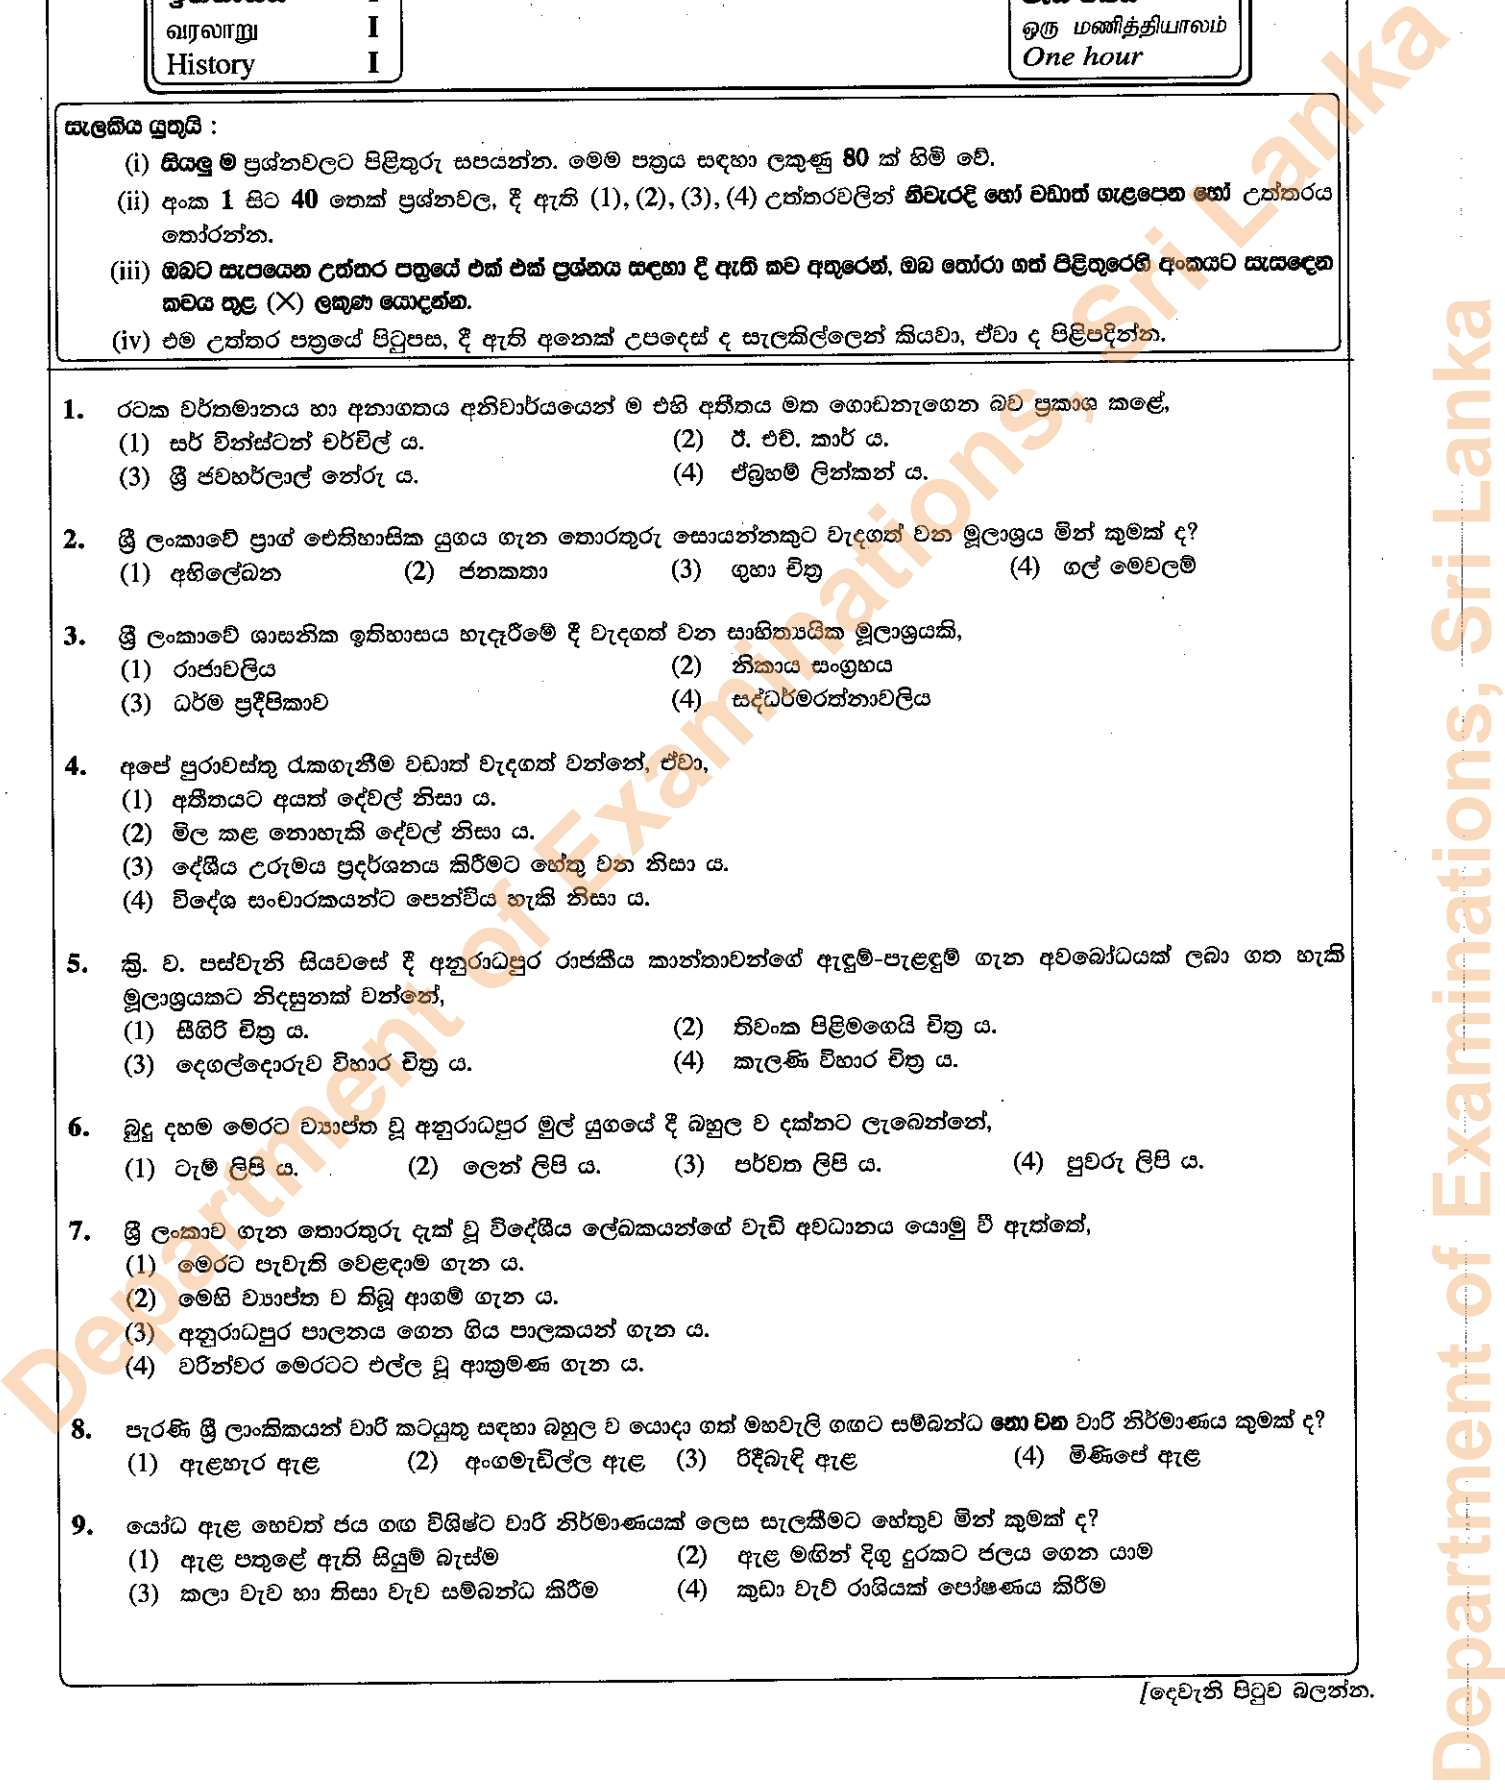 வரலாறு I
History I
ஒரு மணித்தியாலம்
One hour
සැලකිය යුතුයි :
(i) සියලු ම ප්‍රශ්නවලට පිළිතුරු සපයන්න. මෙම පත්‍රය සඳහා ලකුණු 80 ක් හිමි වේ.
(ii) අංක 1 සිට 40 තෙක් ප්‍රශ්නවල, දී ඇති (1), (2), (3), (4) උත්තරවලින් නිවැරදි හෝ වඩාත් ගැළපෙන හෝ උත්තරය
තෝරන්න.
(iii) ඔබට සැපයෙන උත්තර පත්‍රයේ එක් එක් ප්‍රශ්නය සඳහා දී ඇති කව අතුරෙන්, ඔබ තෝරා ගත් පිළිතුරෙහි අංකයට සැසඳෙන
කවය තුළ (X) ලකුණ යොදන්න.
(iv) එම උත්තර පත්‍රයේ පිටුපස, දී ඇති අනෙක් උපදෙස් ද සැලකිල්ලෙන් කියවා, ඒවා ද පිළිපදින්න.
1. රටක වර්තමානය හා අනාගතය අනිවාර්යයෙන් ම එහි අතීතය මත ගොඩනැගෙන බව ප්‍රකාශ කළේ,
(1) සර් වින්ස්ටන් චර්චිල් ය. (2) ඊ. එච්. කාර් ය.
(3) ශ්‍රී ජවහර්ලාල් නේරු ය. (4) ඒබ්‍රහම් ලින්කන් ය.
2. ශ්‍රී ලංකාවේ ප්‍රාග් ඓතිහාසික යුගය ගැන තොරතුරු සොයන්නකුට වැදගත් වන මූලාශ්‍රය මින් කුමක් ද?
(1) අභිලේඛන (2) ජනකතා (3) ගුහා චිත්‍ර (4) ගල් මෙවලම්
3. ශ්‍රී ලංකාවේ ශාසනික ඉතිහාසය හැදෑරීමේ දී වැදගත් වන සාහිත්‍යයික මූලාශ්‍රයකි,
(1) රාජාවලිය (2) නිකාය සංග්‍රහය
(3) ධර්ම ප්‍රදීපිකාව (4) සද්ධර්මරත්නාවලිය
4. අපේ පුරාවස්තු රැකගැනීම වඩාත් වැදගත් වන්නේ, ඒවා,
(1) අතීතයට අයත් දේවල් නිසා ය.
(2) මිල කළ නොහැකි දේවල් නිසා ය.
(3) දේශීය උරුමය ප්‍රදර්ශනය කිරීමට හේතු වන නිසා ය.
(4) විදේශ සංචාරකයන්ට පෙන්විය හැකි නිසා ය.
5. ක්‍රි. ව. පස්වැනි සියවසේ දී අනුරාධපුර රාජකීය කාන්තාවන්ගේ ඇඳුම්-පැළඳුම් ගැන අවබෝධයක් ලබා ගත හැකි
මූලාශ්‍රයකට නිදසුනක් වන්නේ,
(1) සීගිරි චිත්‍ර ය. (2) තිවංක පිළිමගෙයි චිත්‍ර ය.
(3) දෙගල්දොරුව විහාර චිත්‍ර ය. (4) කැලණි විහාර චිත්‍ර ය.
6. බුදු දහම මෙරට ව්‍යාප්ත වූ අනුරාධපුර මුල් යුගයේ දී බහුල ව දක්නට ලැබෙන්නේ,
(1) ටැම් ලිපි ය. (2) ලෙන් ලිපි ය. (3) පර්වත ලිපි ය. (4) පුවරු ලිපි ය.
7. ශ්‍රී ලංකාව ගැන තොරතුරු දැක් වූ විදේශීය ලේඛකයන්ගේ වැඩි අවධානය යොමු වී ඇත්තේ,
(1) මෙරට පැවැති වෙළඳාම ගැන ය.
(2) මෙහි ව්‍යාප්ත ව තිබූ ආගම් ගැන ය.
(3) අනුරාධපුර පාලනය ගෙන ගිය පාලකයන් ගැන ය.
(4) වරින්වර මෙරටට එල්ල වූ ආක්‍රමණ ගැන ය.
8. පැරණි ශ්‍රී ලාංකිකයන් වාරි කටයුතු සඳහා බහුල ව යොදා ගත් මහවැලි ගඟට සම්බන්ධ නො වන වාරි නිර්මාණය කුමක් ද?
(1) ඇළහැර ඇළ (2) අංගමැඩිල්ල ඇළ (3) රිදීබැඳි ඇළ (4) මිණිපේ ඇළ
9. යෝධ ඇළ හෙවත් ජය ගඟ විශිෂ්ට වාරි නිර්මාණයක් ලෙස සැලකීමට හේතුව මින් කුමක් ද?
(1) ඇළ පතුළේ ඇති සියුම් බැස්ම (2) ඇළ මඟින් දිගු දුරකට ජලය ගෙන යාම
(3) කලා වැව හා තිසා වැව සම්බන්ධ කිරීම (4) කුඩා වැව් රාශියක් පෝෂණය කිරීම
[දෙවැනි පිටුව බලන්න.
Department of Examinations, Sri Lanka
Department of Examinations, Sri Lanka